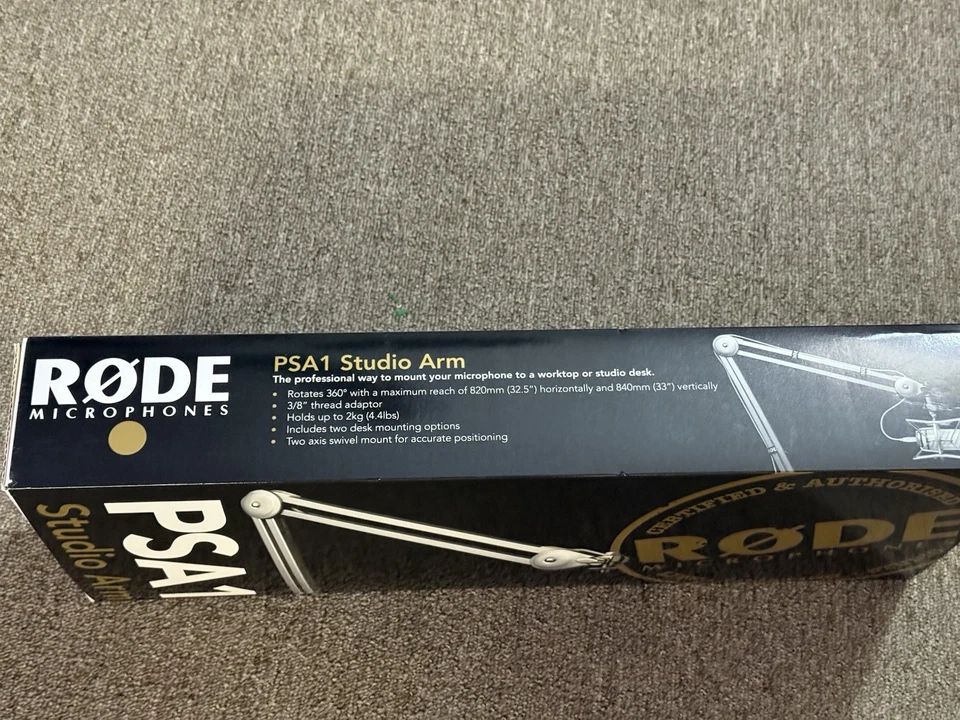 RØDE
MICROPHONES
PSA1 Studio Arm
The professional way to mount your microphone to a worktop or studio desk.
• Rotates 360° with a maximum reach of 820mm (32.5") horizontally and 840mm (33") vertically
• 3/8" thread adaptor
• Holds up to 2kg (4.4lbs)
• Includes two desk mounting options
• Two axis swivel mount for accurate positioning
PSA1
Studio Arm
CERTIFIED & AUTHORISED
RØDE